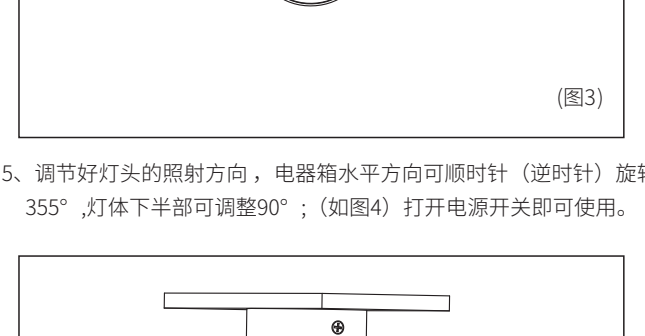 (图3)
5、调节好灯头的照射方向，电器箱水平方向可顺时针（逆时针）旋转
355°,灯体下半部可调整90°;（如图4）打开电源开关即可使用。